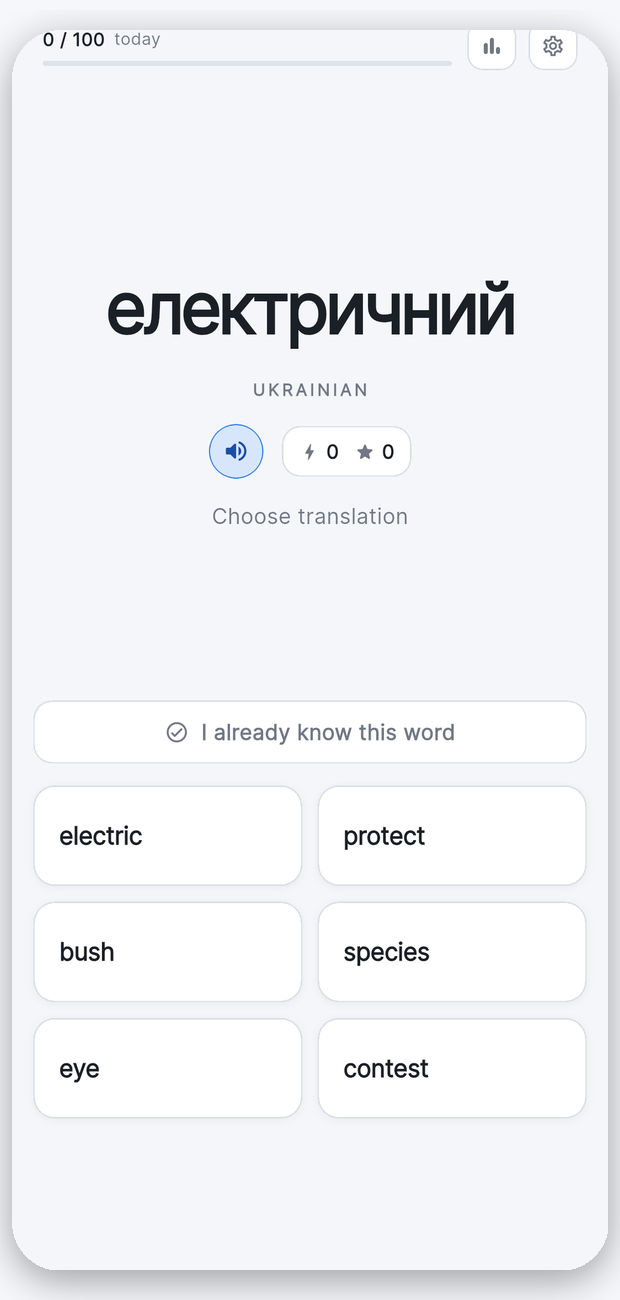 0 / 100 today
електричний
UKRAINIAN
0 0
Choose translation
I already know this word
electric
protect
bush
species
eye
contest